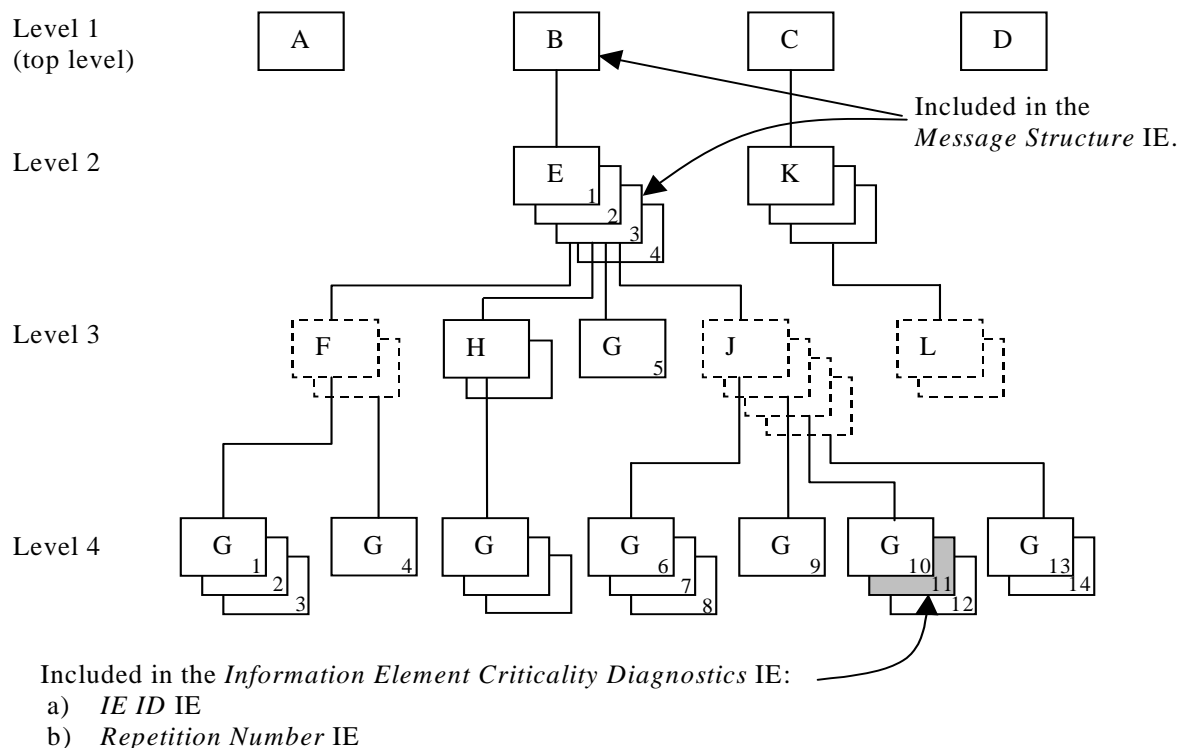 Level 1
(top level)
A
B
C
D
Included in the
Message Structure IE.
Level 2
E
1
2
3
4
K
Level 3
F
H
G
5
J
L
Level 4
G
1
2
3
G
4
G
G
6
7
8
G
9
G
10
11
12
G
13
14
Included in the Information Element Criticality Diagnostics IE:
a) IE ID IE
b) Repetition Number IE